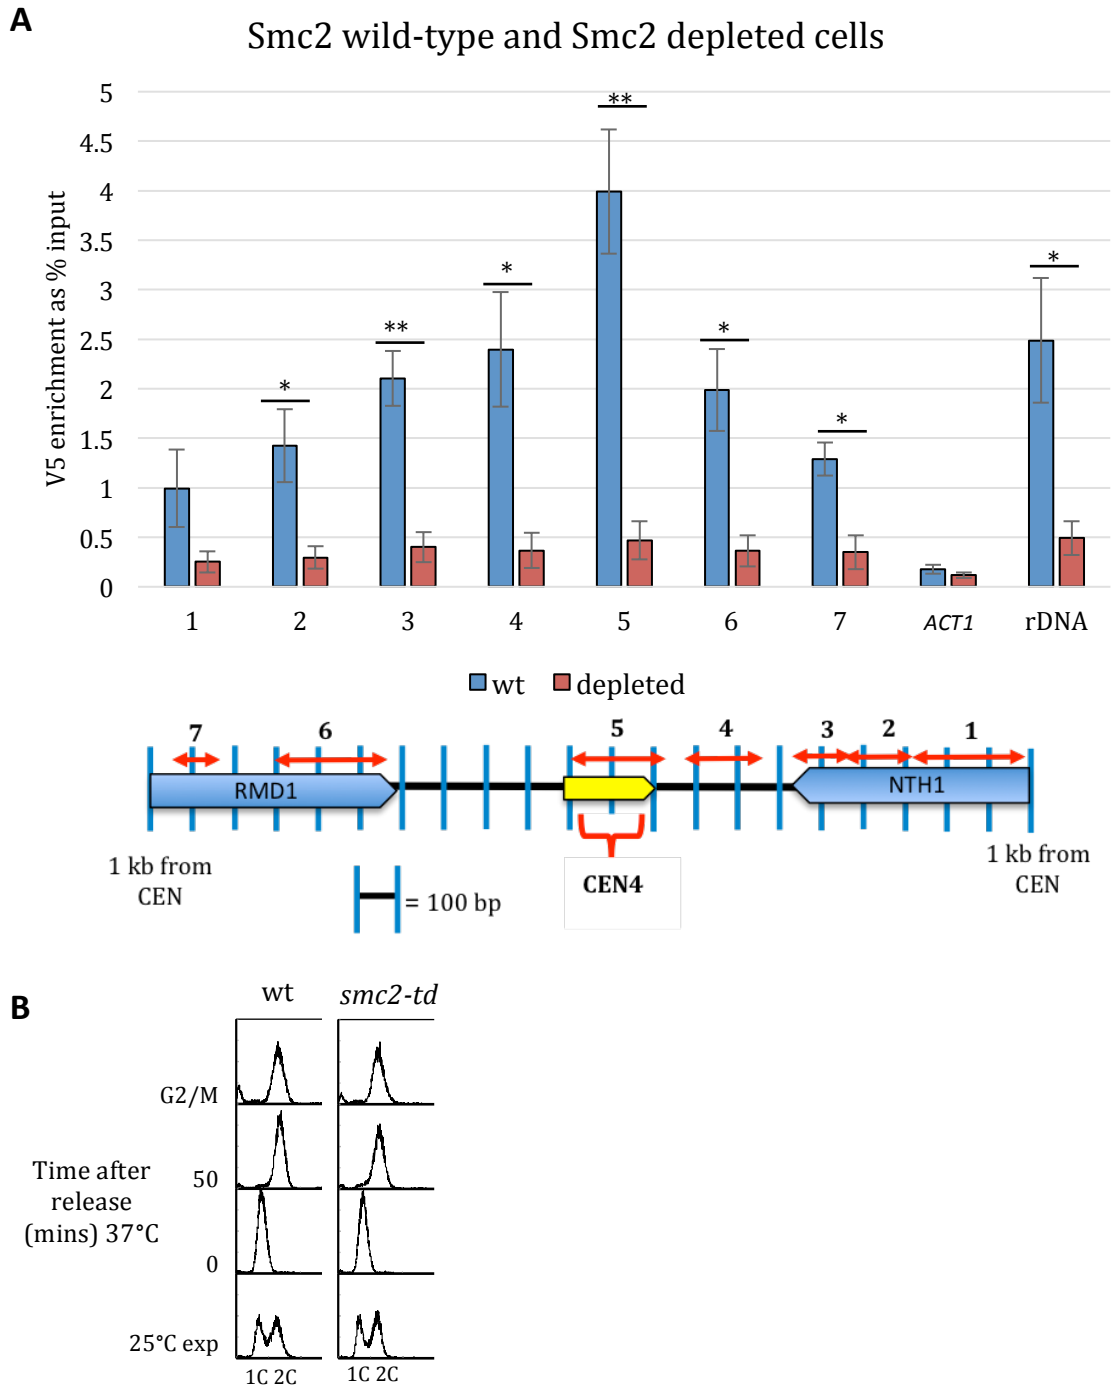 A
Smc2 wild-type and Smc2 depleted cells
V5 enrichment as % input
5
4.5
4
3.5
3
2.5
2
1.5
1
0.5
0
*
**
*
**
*
*
*
1 2 3 4 5 6 7 ACT1 rDNA
wt depleted
7 6 5 4 3 2 1
RMD1 NTH1
1 kb from
CEN
CEN4
1 kb from
CEN
= 100 bp
B
wt smc2-td
G2/M
Time after
release
(mins) 37°C
50
0
25°C exp
1C 2C 1C 2C